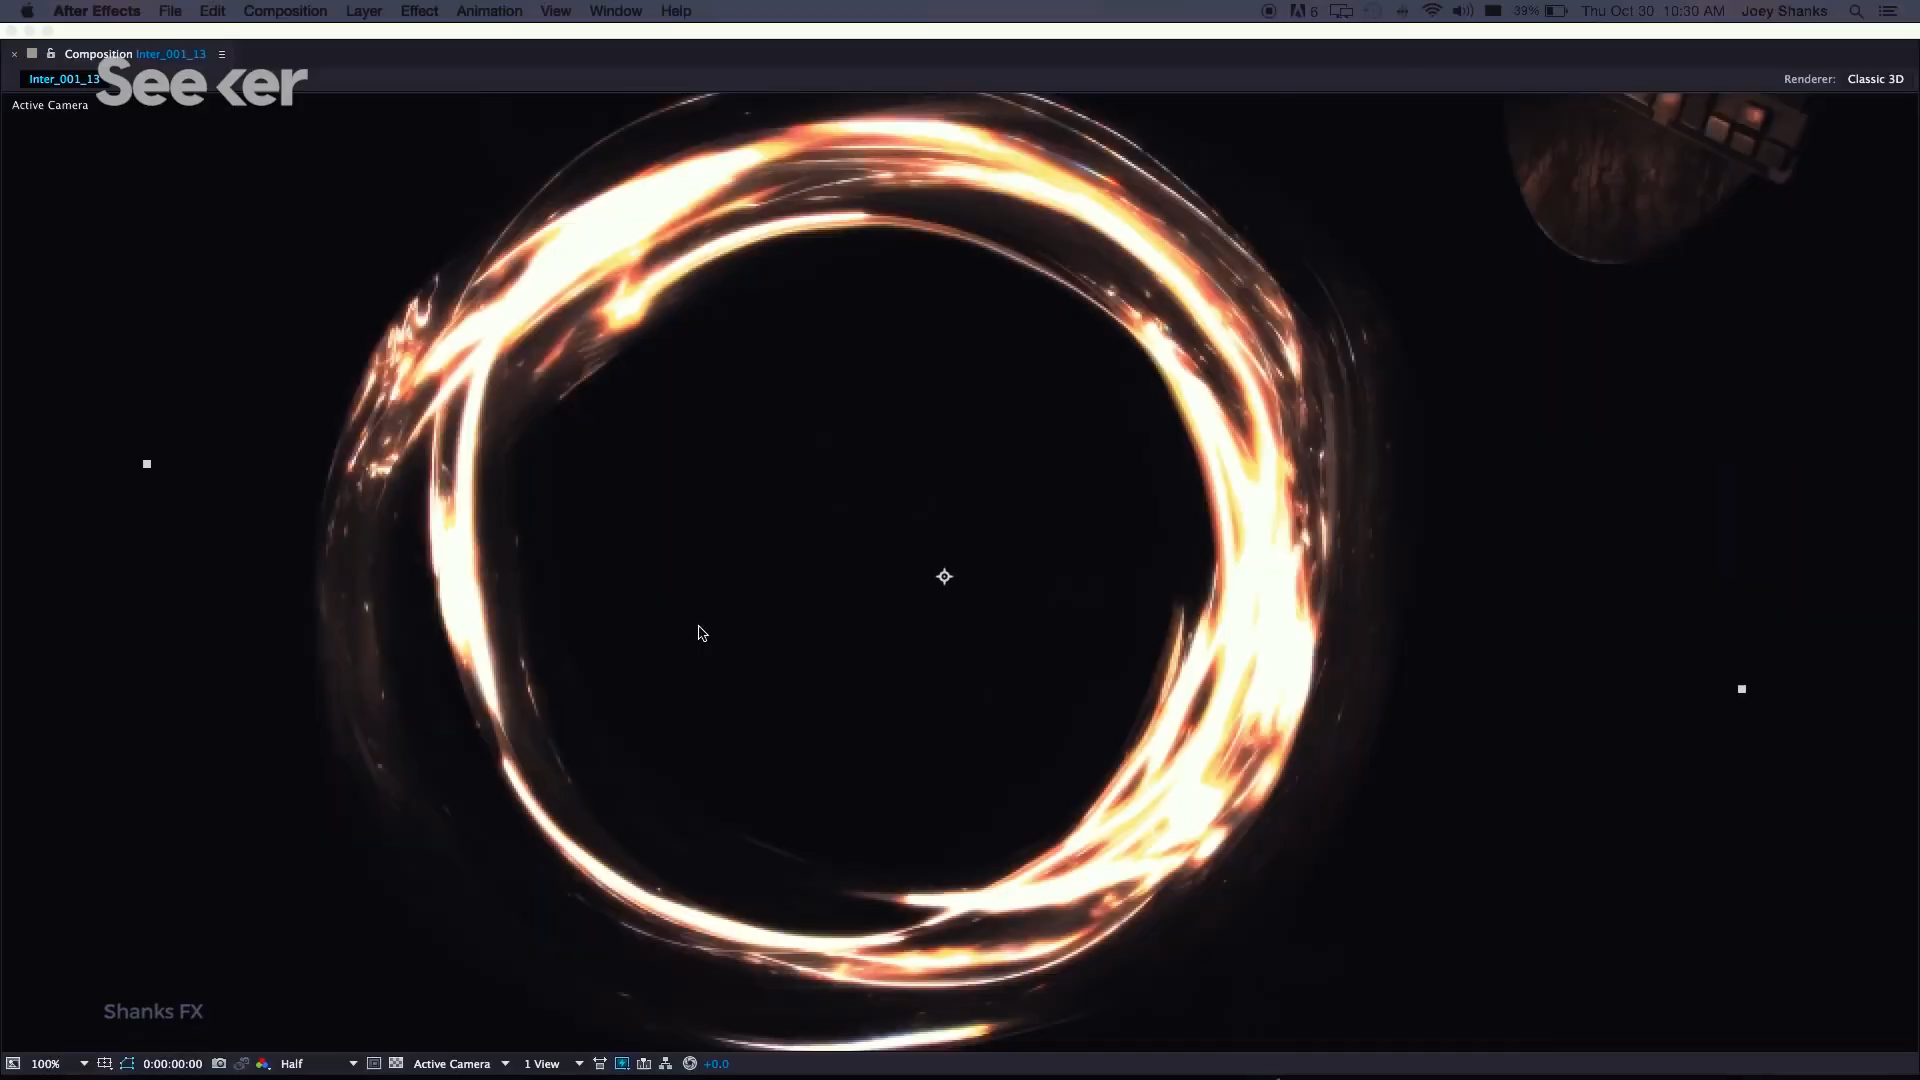 After Effects File Edit Composition Layer Effect Animation View Window Help 6 39% Thu Oct 30 10:30 AM Joey Shanks
× Composition Inter_001_13
Inter_001_13 Renderer: Classic 3D
Seeker
Active Camera
Shanks FX
100% 0:00:00:00 Half Active Camera 1 View +0.0